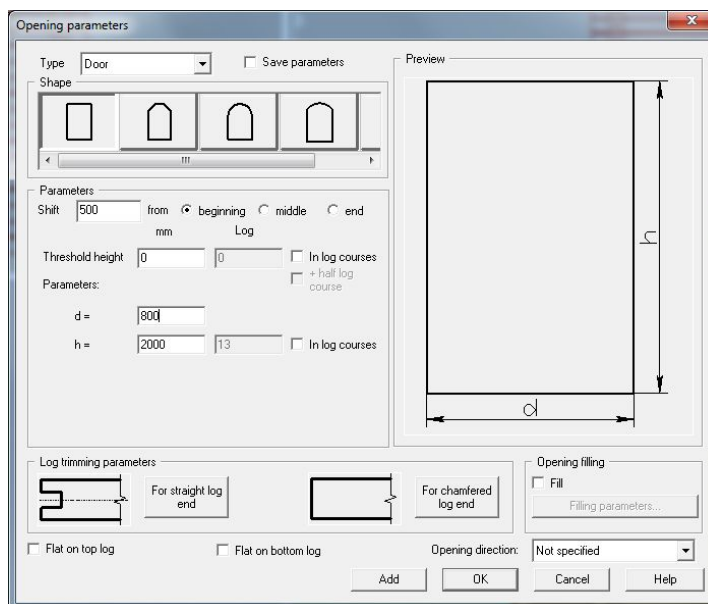 Opening parameters
Type Door Save parameters
Shape
Preview
Parameters
Shift 500 from beginning middle end
mm Log
Threshold height 0 0 In log courses
+ half log
course
Parameters:
d = 800
h = 2000 13 In log courses
h
d
Log trimming parameters
For straight log
end
For chamfered
log end
Opening filling
Fill
Filling parameters...
Flat on top log Flat on bottom log Opening direction: Not specified
Add OK Cancel Help